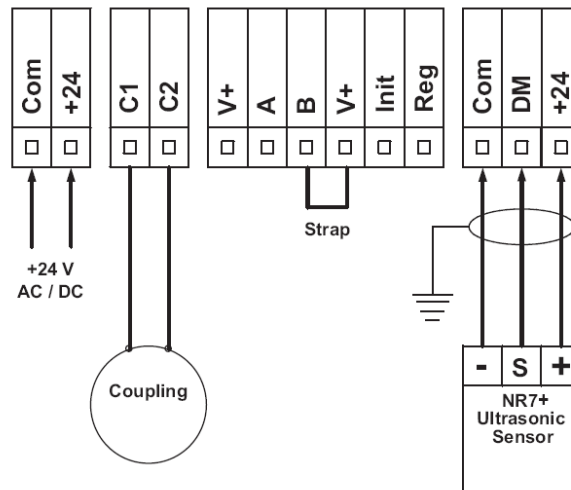 Com
+24
C1
C2
V+
A
B
V+
Init
Reg
Com
DM
+24
Strap
+24 V
AC / DC
Coupling
- S +
NR7+
Ultrasonic
Sensor